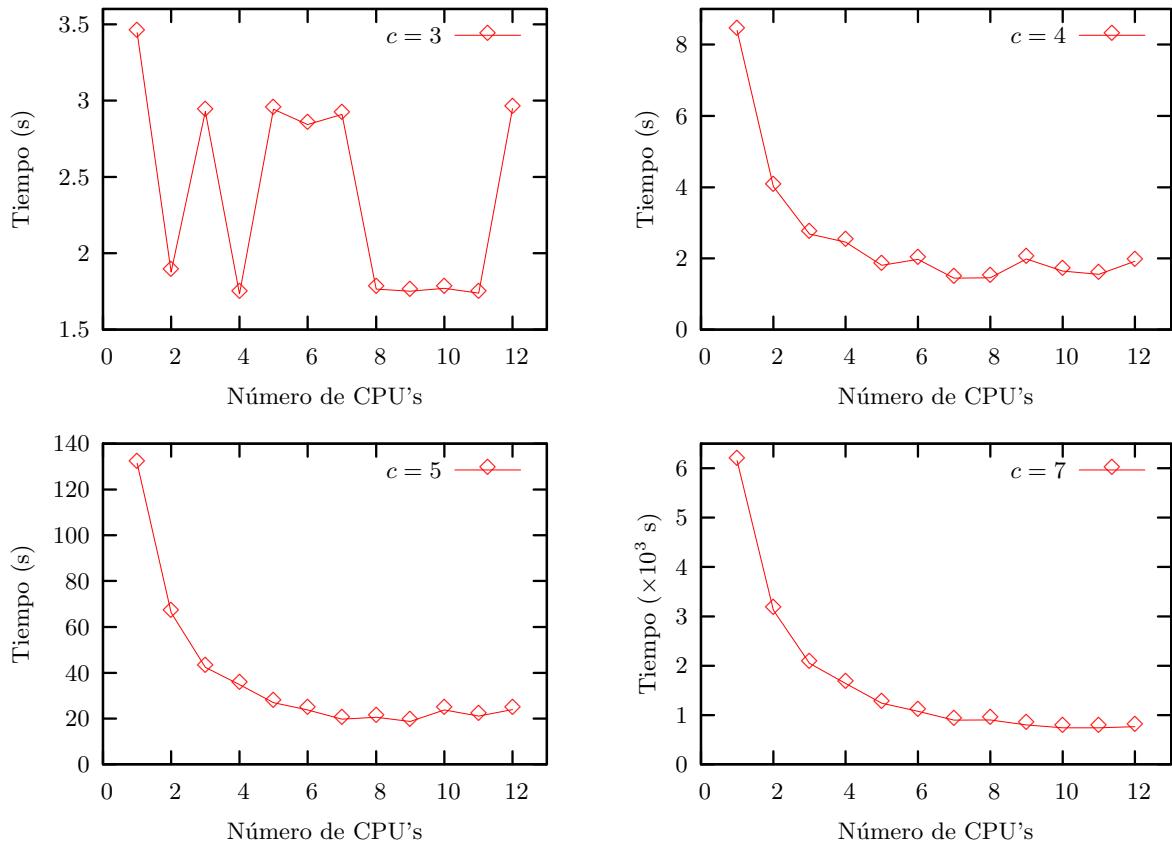 c = 3
3.5
3
2.5
2
1.5
Tiempo (s)
0 2 4 6 8 10 12
Número de CPU's
c = 4
8
6
4
2
0
Tiempo (s)
0 2 4 6 8 10 12
Número de CPU's
c = 5
140
120
100
80
60
40
20
0
Tiempo (s)
0 2 4 6 8 10 12
Número de CPU's
c = 7
6
5
4
3
2
1
0
Tiempo (×10³ s)
0 2 4 6 8 10 12
Número de CPU's